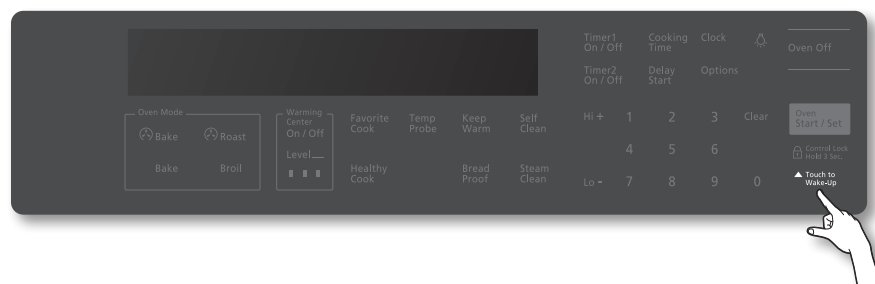 Timer1
On / Off
Cooking
Time
Clock
Oven Off
Timer2
On / Off
Delay
Start
Options
Oven Mode
Bake
Roast
Bake
Broil
Warming
Center
On / Off
Level
Favorite
Cook
Temp
Probe
Keep
Warm
Self
Clean
Healthy
Cook
Bread
Proof
Steam
Clean
Hi + 1 2 3 Clear
4 5 6
Lo - 7 8 9 0
Oven
Start / Set
Control Lock
Hold 3 Sec.
Touch to
Wake-Up